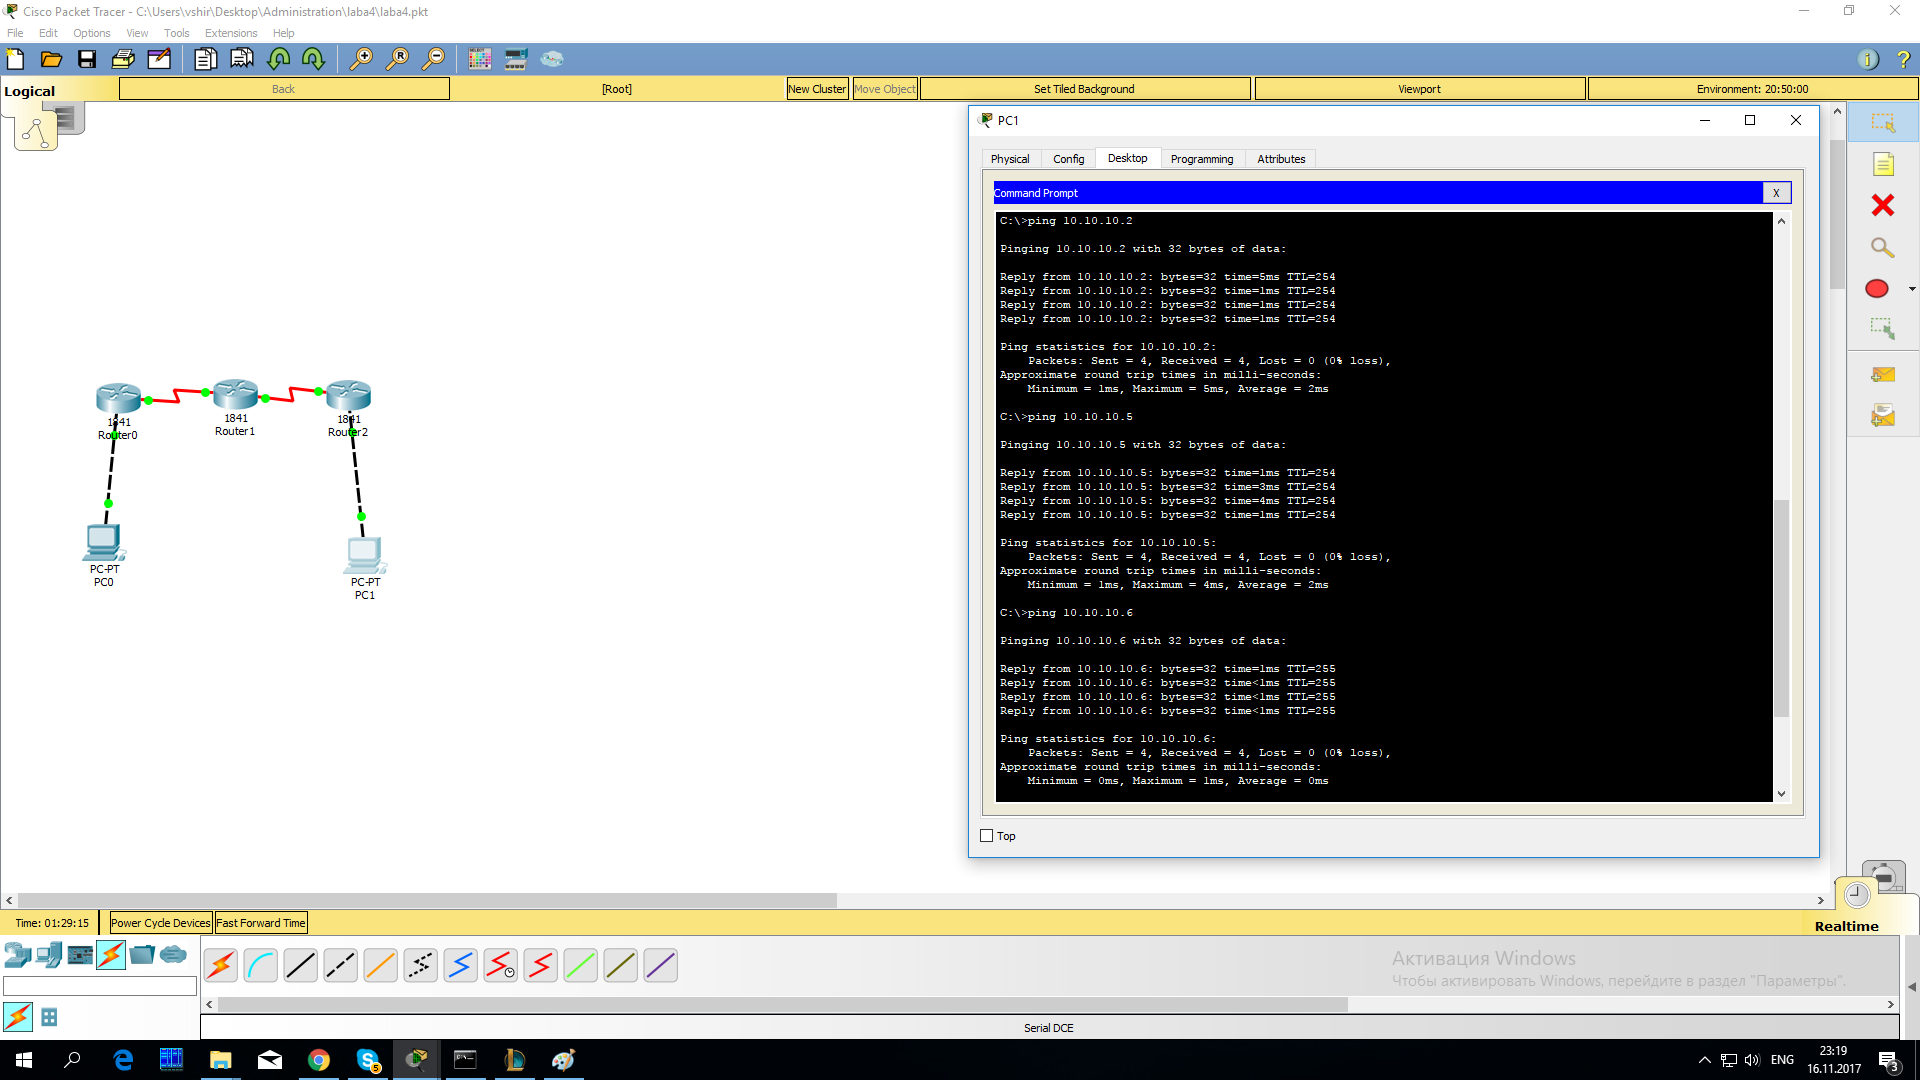 Cisco Packet Tracer - C:\Users\vshir\Desktop\Administration\laba4\laba4.pkt
File Edit Options View Tools Extensions Help
Logical
Back
[Root]
New Cluster
Move Object
Set Tiled Background
Viewport
Environment: 20:50:00
1841
Router0
1841
Router1
1841
Router2
PC-PT
PC0
PC-PT
PC1
PC1
Physical Config Desktop Programming Attributes
Command Prompt
X
C:\>ping 10.10.10.2
Pinging 10.10.10.2 with 32 bytes of data:
Reply from 10.10.10.2: bytes=32 time=5ms TTL=254
Reply from 10.10.10.2: bytes=32 time=1ms TTL=254
Reply from 10.10.10.2: bytes=32 time=1ms TTL=254
Reply from 10.10.10.2: bytes=32 time=1ms TTL=254
Ping statistics for 10.10.10.2:
Packets: Sent = 4, Received = 4, Lost = 0 (0% loss),
Approximate round trip times in milli-seconds:
Minimum = 1ms, Maximum = 5ms, Average = 2ms
C:\>ping 10.10.10.5
Pinging 10.10.10.5 with 32 bytes of data:
Reply from 10.10.10.5: bytes=32 time=1ms TTL=254
Reply from 10.10.10.5: bytes=32 time=3ms TTL=254
Reply from 10.10.10.5: bytes=32 time=4ms TTL=254
Reply from 10.10.10.5: bytes=32 time=1ms TTL=254
Ping statistics for 10.10.10.5:
Packets: Sent = 4, Received = 4, Lost = 0 (0% loss),
Approximate round trip times in milli-seconds:
Minimum = 1ms, Maximum = 4ms, Average = 2ms
C:\>ping 10.10.10.6
Pinging 10.10.10.6 with 32 bytes of data:
Reply from 10.10.10.6: bytes=32 time=1ms TTL=255
Reply from 10.10.10.6: bytes=32 time<1ms TTL=255
Reply from 10.10.10.6: bytes=32 time<1ms TTL=255
Reply from 10.10.10.6: bytes=32 time<1ms TTL=255
Ping statistics for 10.10.10.6:
Packets: Sent = 4, Received = 4, Lost = 0 (0% loss),
Approximate round trip times in milli-seconds:
Minimum = 0ms, Maximum = 1ms, Average = 0ms
Top
Time: 01:29:15
Power Cycle Devices
Fast Forward Time
Realtime
Активация Windows
Чтобы активировать Windows, перейдите в раздел "Параметры".
Serial DCE
5
ENG
23:19
16.11.2017
3